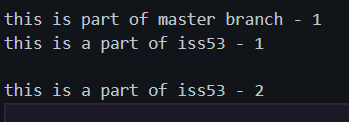 this is part of master branch - 1
this is a part of iss53 - 1
this is a part of iss53 - 2